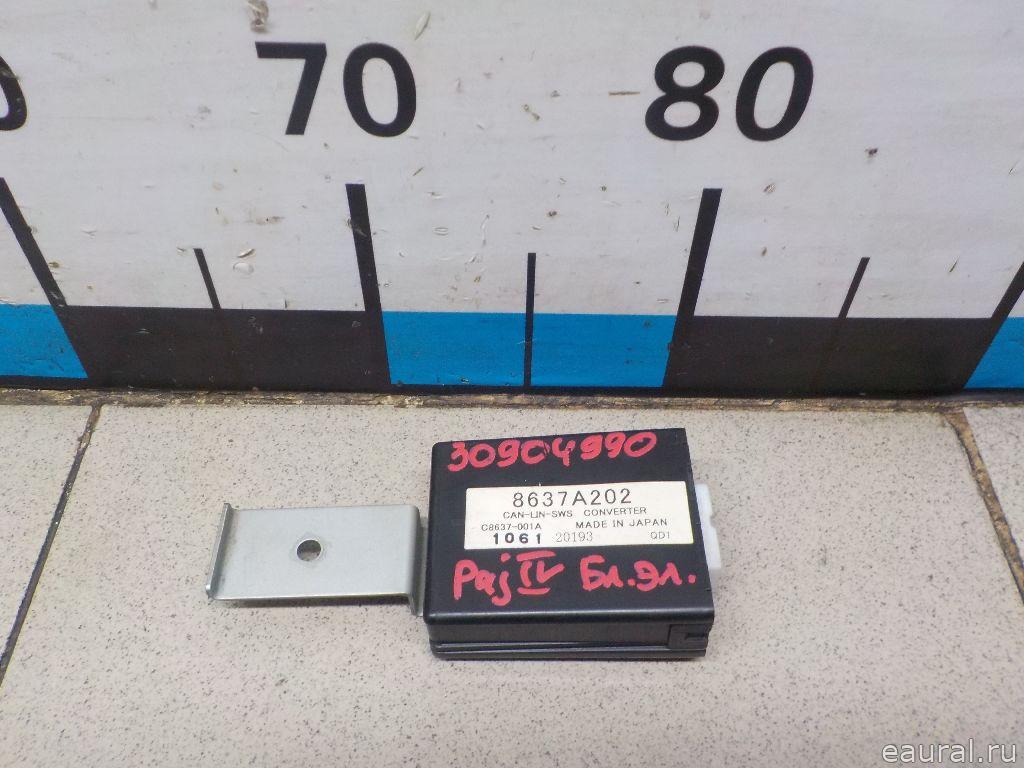 70 80
30904990
8637A202
CAN-LIN-SWS CONVERTER
C8637-001A MADE IN JAPAN
1061 20193 QD1
Paj IV Бл.эл.
eaural.ru